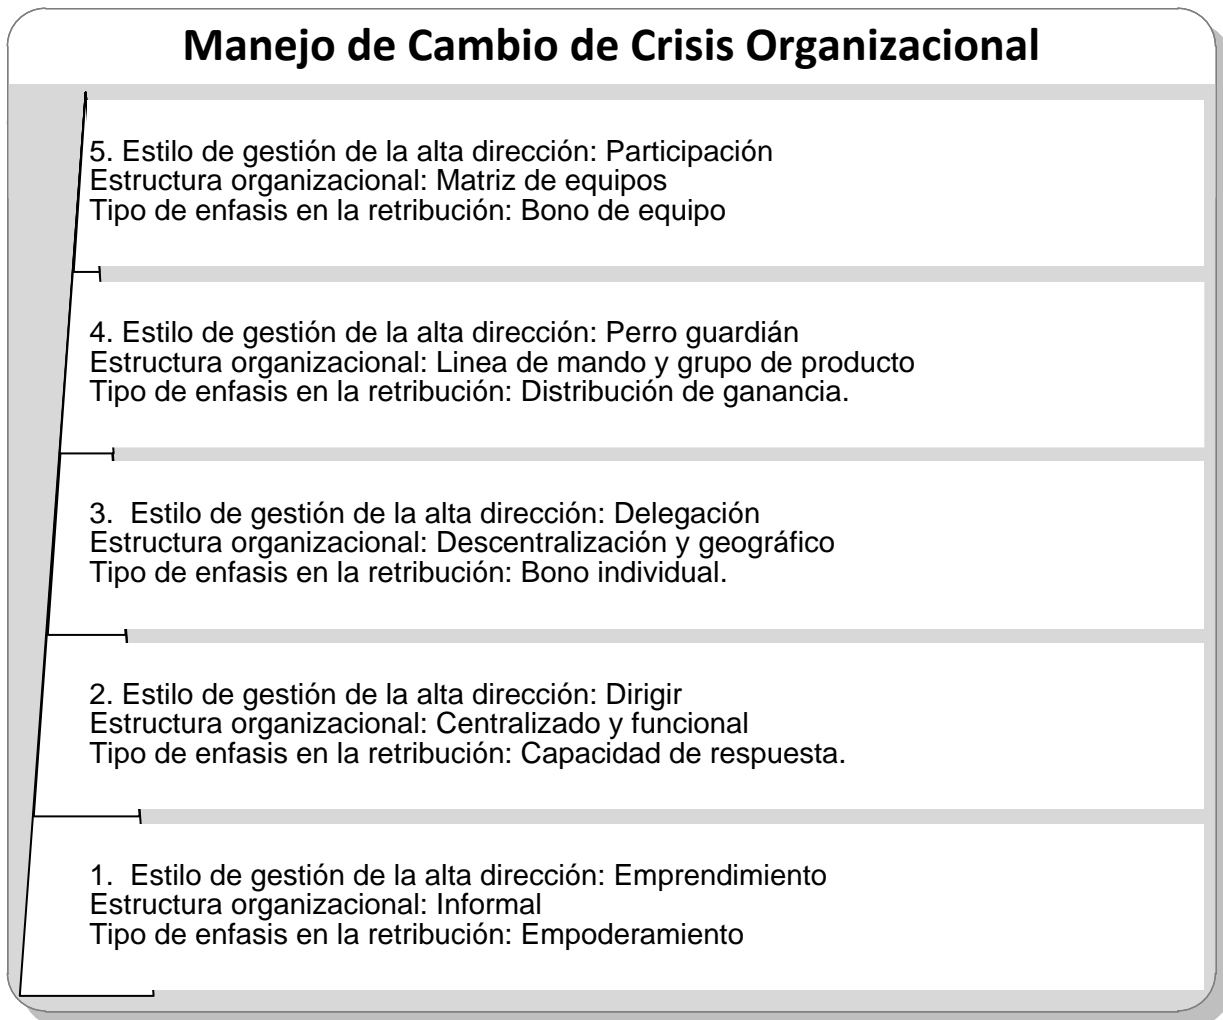 Manejo de Cambio de Crisis Organizacional
5. Estilo de gestión de la alta dirección: Participación
Estructura organizacional: Matriz de equipos
Tipo de enfasis en la retribución: Bono de equipo
4. Estilo de gestión de la alta dirección: Perro guardián
Estructura organizacional: Linea de mando y grupo de producto
Tipo de enfasis en la retribución: Distribución de ganancia.
3.  Estilo de gestión de la alta dirección: Delegación
Estructura organizacional: Descentralización y geográfico
Tipo de enfasis en la retribución: Bono individual.
2. Estilo de gestión de la alta dirección: Dirigir
Estructura organizacional: Centralizado y funcional
Tipo de enfasis en la retribución: Capacidad de respuesta.
1.  Estilo de gestión de la alta dirección: Emprendimiento
Estructura organizacional: Informal
Tipo de enfasis en la retribución: Empoderamiento